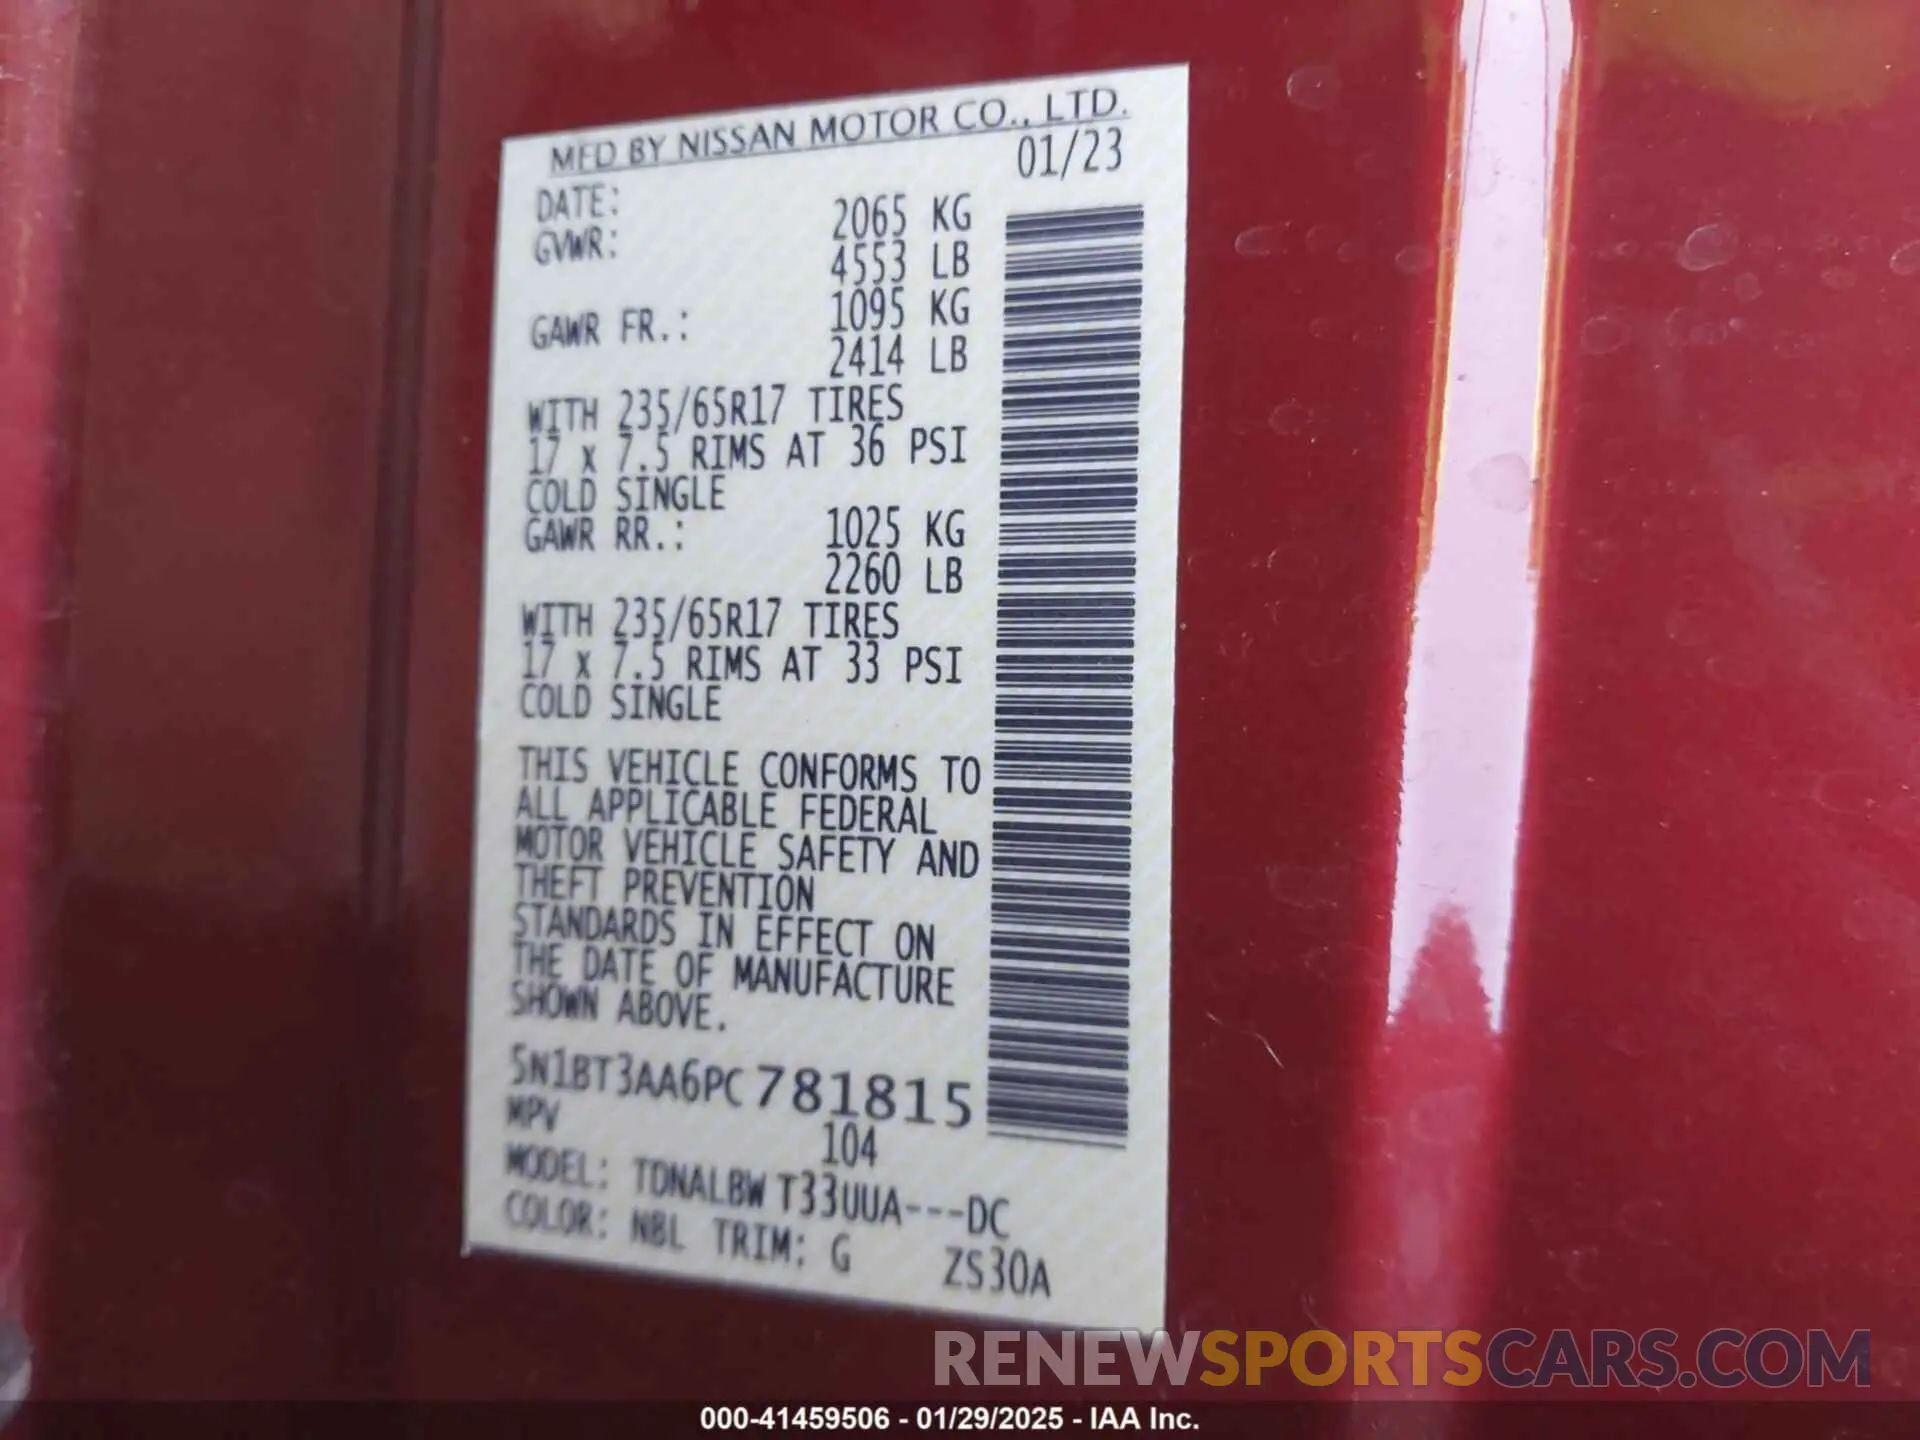 MFD BY NISSAN MOTOR CO., LTD.
DATE: 01/23
GVWR: 2065 KG
4553 LB
GAWR FR.: 1095 KG
2414 LB
WITH 235/65R17 TIRES
17 x 7.5 RIMS AT 36 PSI
COLD SINGLE
GAWR RR.: 1025 KG
2260 LB
WITH 235/65R17 TIRES
17 x 7.5 RIMS AT 33 PSI
COLD SINGLE
THIS VEHICLE CONFORMS TO
ALL APPLICABLE FEDERAL
MOTOR VEHICLE SAFETY AND
THEFT PREVENTION
STANDARDS IN EFFECT ON
THE DATE OF MANUFACTURE
SHOWN ABOVE.
5N1BT3AA6PC781815
MPV 104
MODEL: TDNALBW T33UUA---DC
COLOR: NBL TRIM: G ZS30A
RENEWSPORTSCARS.COM
000-41459506 - 01/29/2025 - IAA Inc.